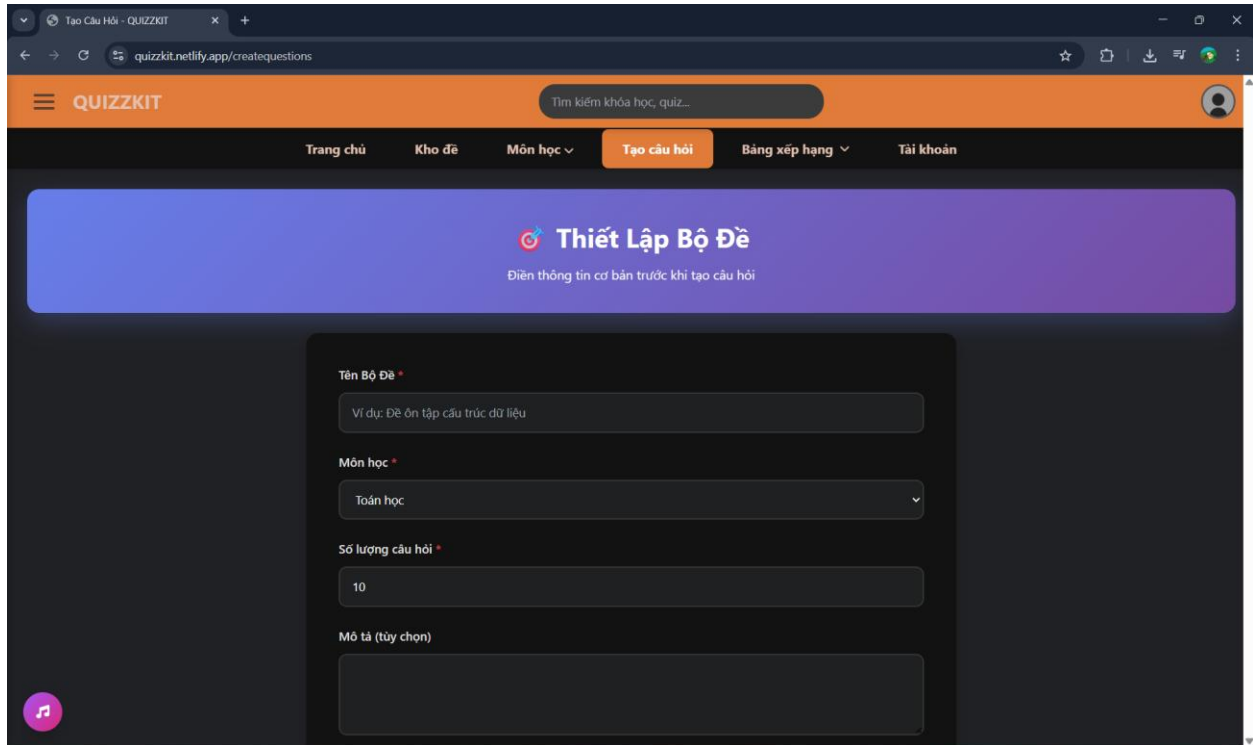 Tạo Câu Hỏi - QUIZZKIT
quizzkit.netlify.app/createquestions
QUIZZKIT
Tìm kiếm khóa học, quiz...
Trang chủ Kho đề Môn học Tạo câu hỏi Bảng xếp hạng Tài khoản
Thiết Lập Bộ Đề
Điền thông tin cơ bản trước khi tạo câu hỏi
Tên Bộ Đề *
Ví dụ: Đề ôn tập cấu trúc dữ liệu
Môn học *
Toán học
Số lượng câu hỏi *
10
Mô tả (tùy chọn)